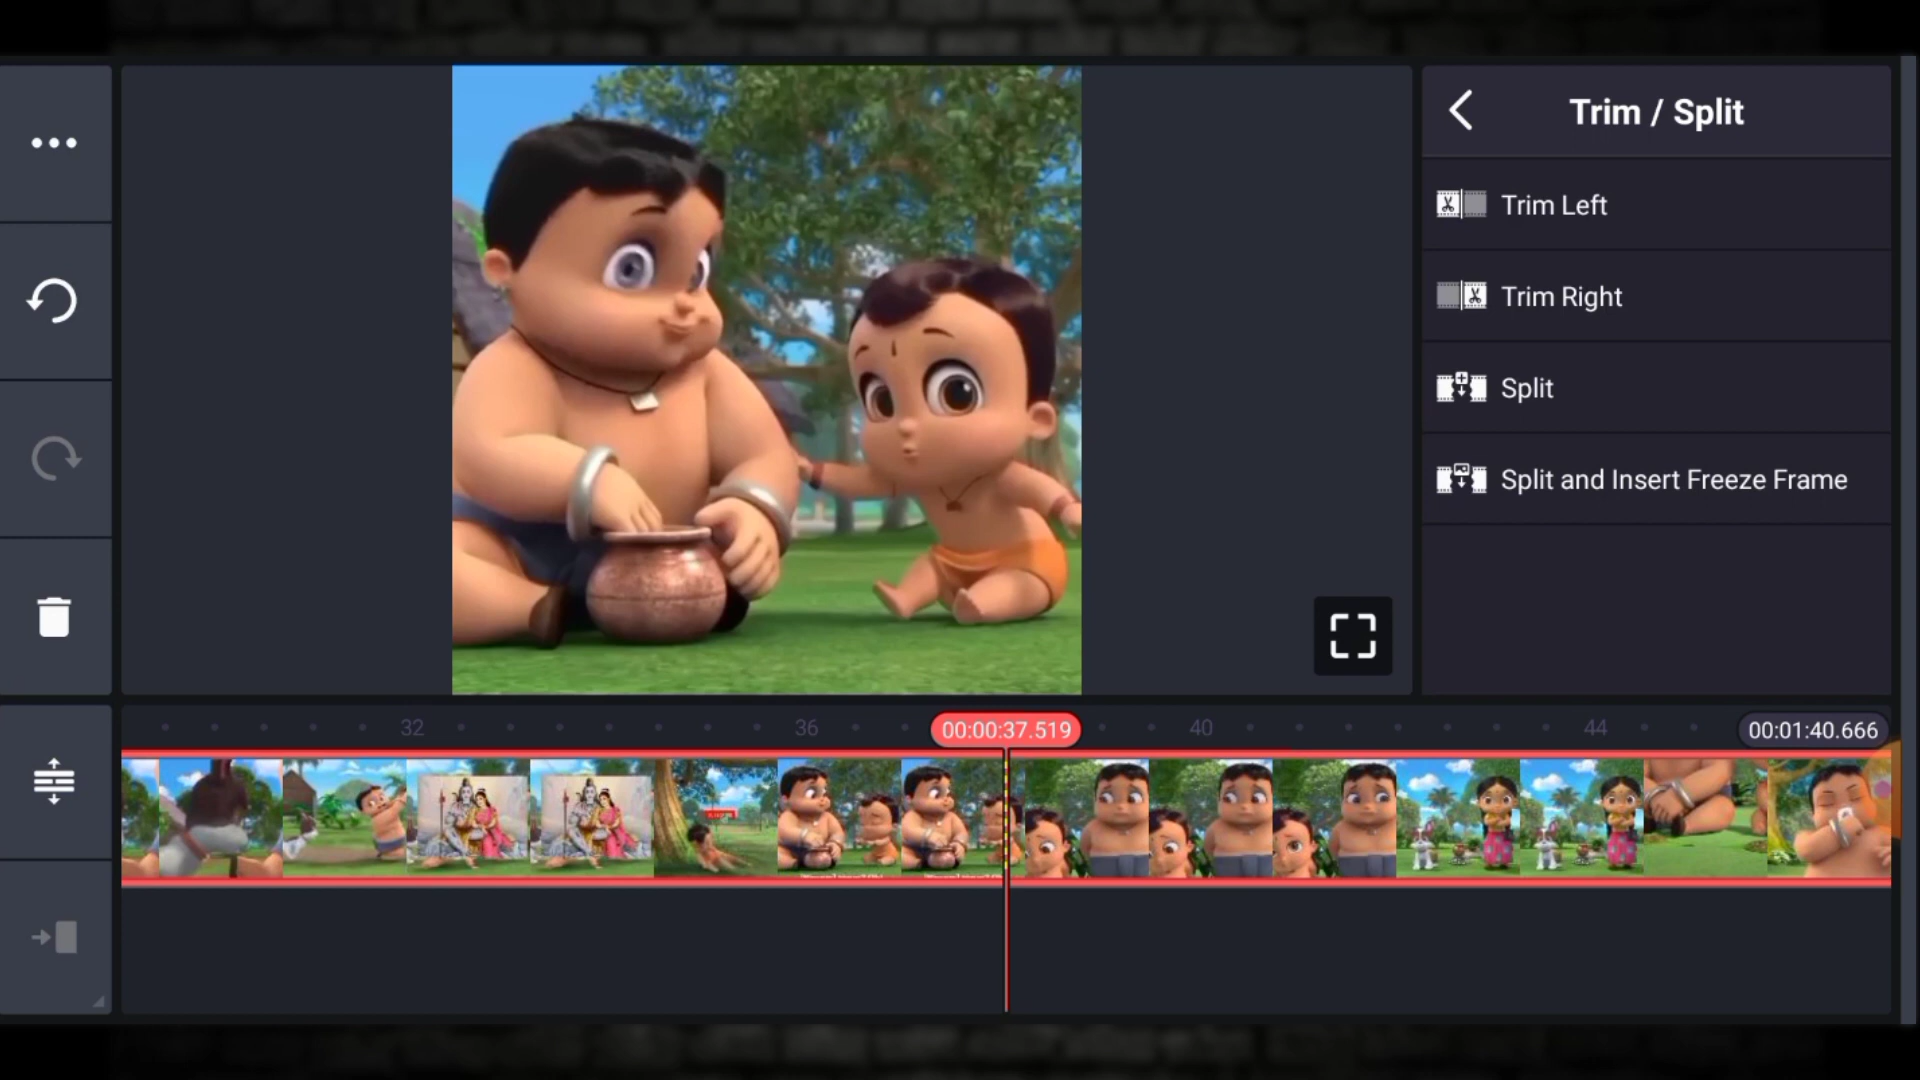 Trim / Split
Trim Left
Trim Right
Split
Split and Insert Freeze Frame
32
36
00:00:37.519
40
44
00:01:40.666